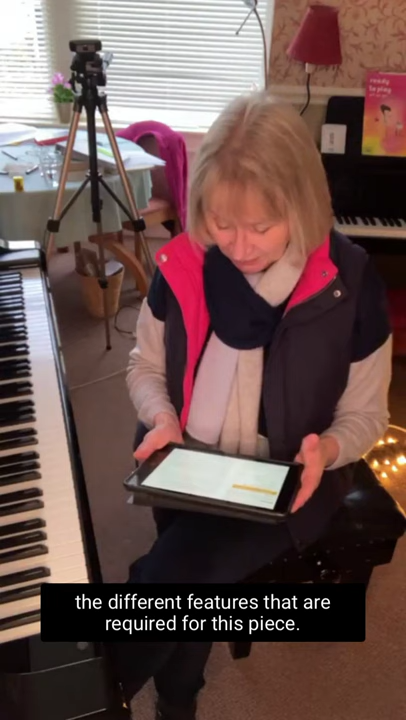 ready
to play
the different features that are
required for this piece.